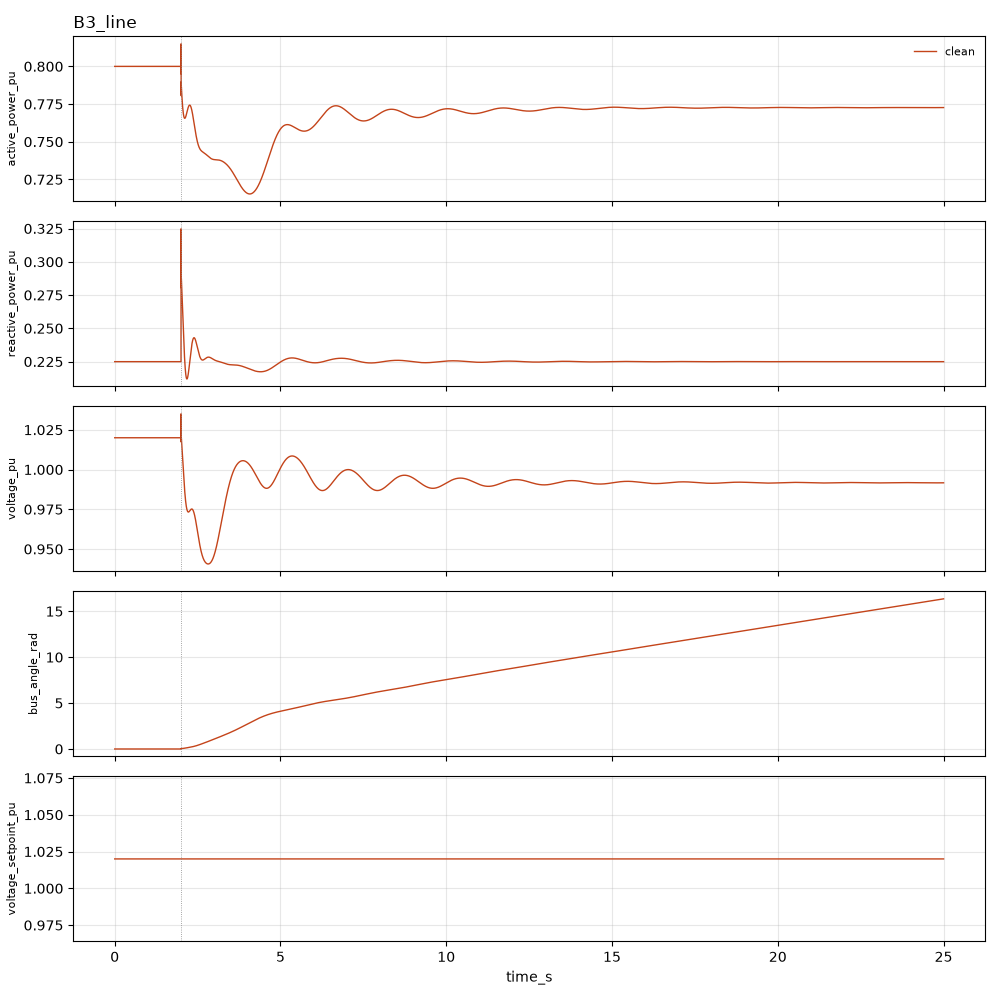 B3_line
active_power_pu
0.800
0.775
0.750
0.725
clean
reactive_power_pu
0.325
0.300
0.275
0.250
0.225
voltage_pu
1.025
1.000
0.975
0.950
bus_angle_rad
15
10
5
0
voltage_setpoint_pu
1.075
1.050
1.025
1.000
0.975
0 5 10 15 20 25
time_s